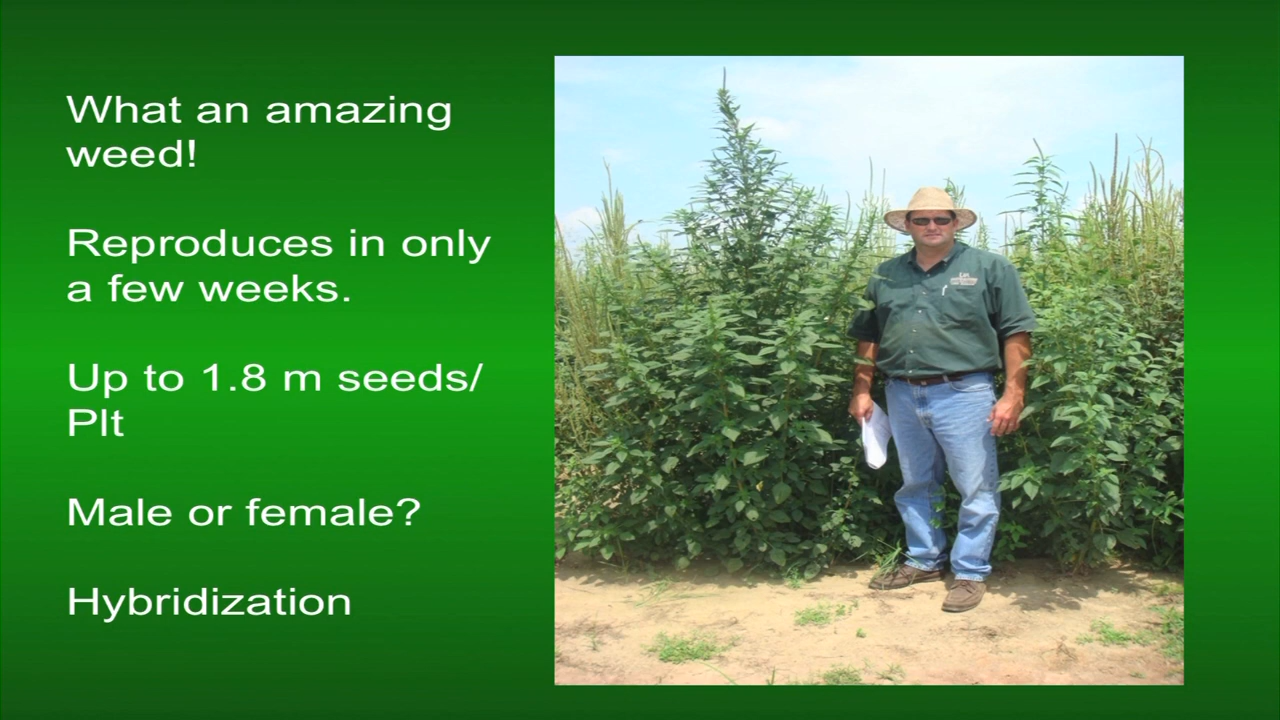 What an amazing
weed!
Reproduces in only
a few weeks.
Up to 1.8 m seeds/
Plt
Male or female?
Hybridization